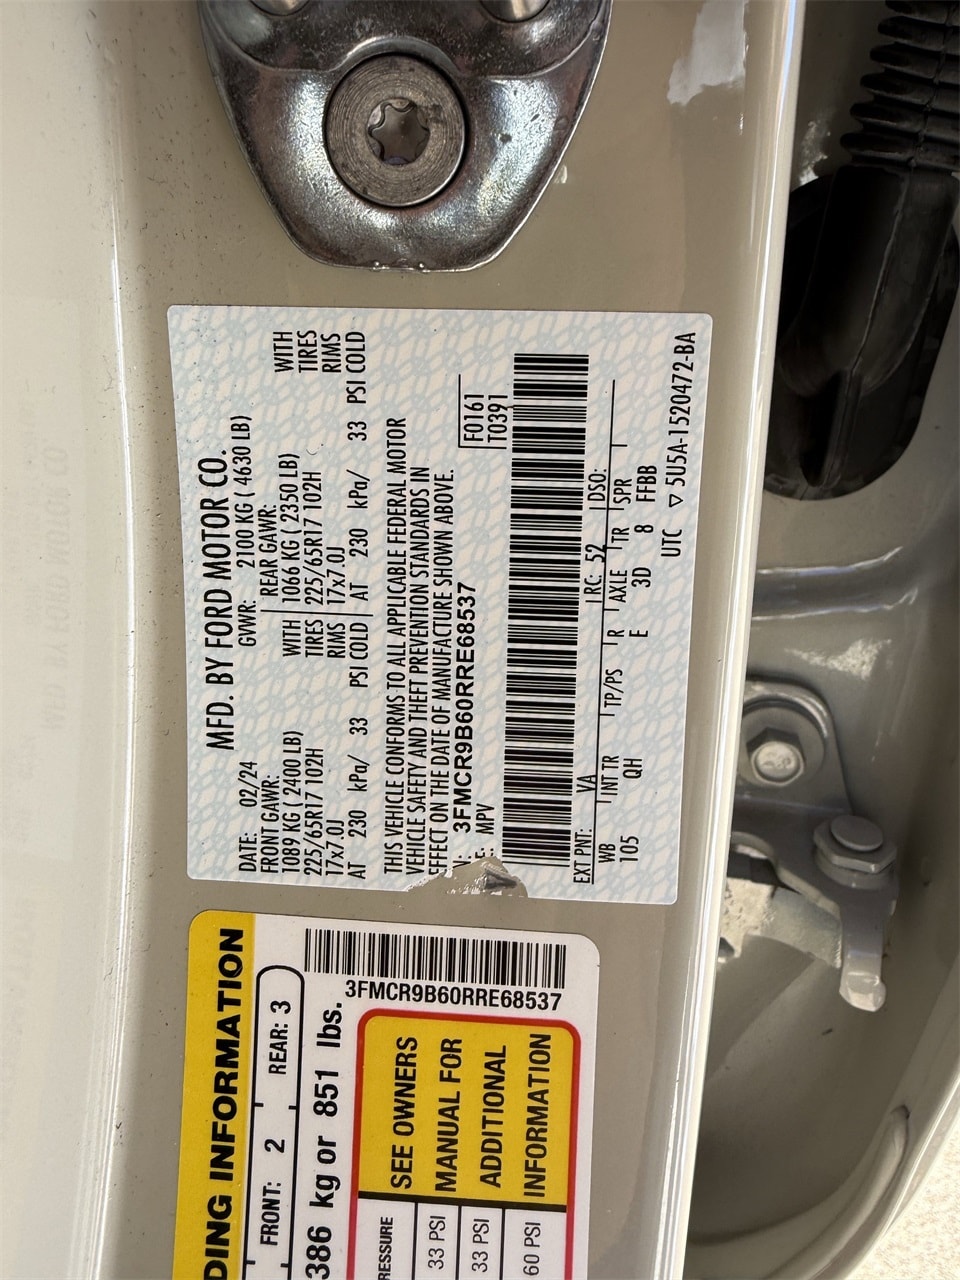 MFD. BY FORD MOTOR CO.
DATE: 02/24 GVWR: 2100 KG ( 4630 LB)
FRONT GAWR: REAR GAWR:
1089 KG ( 2400 LB) WITH 1066 KG ( 2350 LB) WITH
225/65R17 102H TIRES 225/65R17 102H TIRES
17x7.0J RIMS 17x7.0J RIMS
AT 230 kPa/ 33 PSI COLD AT 230 kPa/ 33 PSI COLD
THIS VEHICLE CONFORMS TO ALL APPLICABLE FEDERAL MOTOR
VEHICLE SAFETY AND THEFT PREVENTION STANDARDS IN
EFFECT ON THE DATE OF MANUFACTURE SHOWN ABOVE.
3FMCR9B60RRE68537
MPV
F0161
T0391
EXT PNT: VA RC: 52 DSO:
WB INT TR TP/PS R AXLE TR SPR
105 QH E 3D 8 FFBB
UTC ▽ 5U5A-1520472-BA
DING INFORMATION
FRONT: 2 REAR: 3
386 kg or 851 lbs.
3FMCR9B60RRE68537
SEE OWNERS
MANUAL FOR
ADDITIONAL
INFORMATION
RESSURE
33 PSI
33 PSI
60 PSI